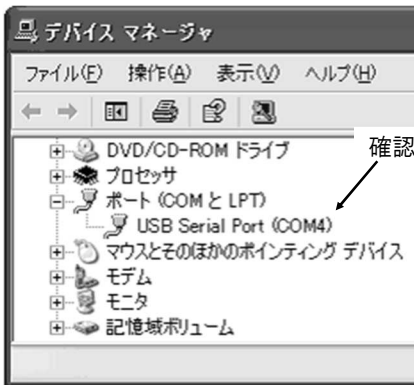 デバイス マネージャ
ファイル(F) 操作(A) 表示(V) ヘルプ(H)
確認
DVD/CD-ROM ドライブ
プロセッサ
ポート (COM と LPT)
USB Serial Port (COM4)
マウスとそのほかのポインティング デバイス
モデム
モニタ
記憶域ボリューム